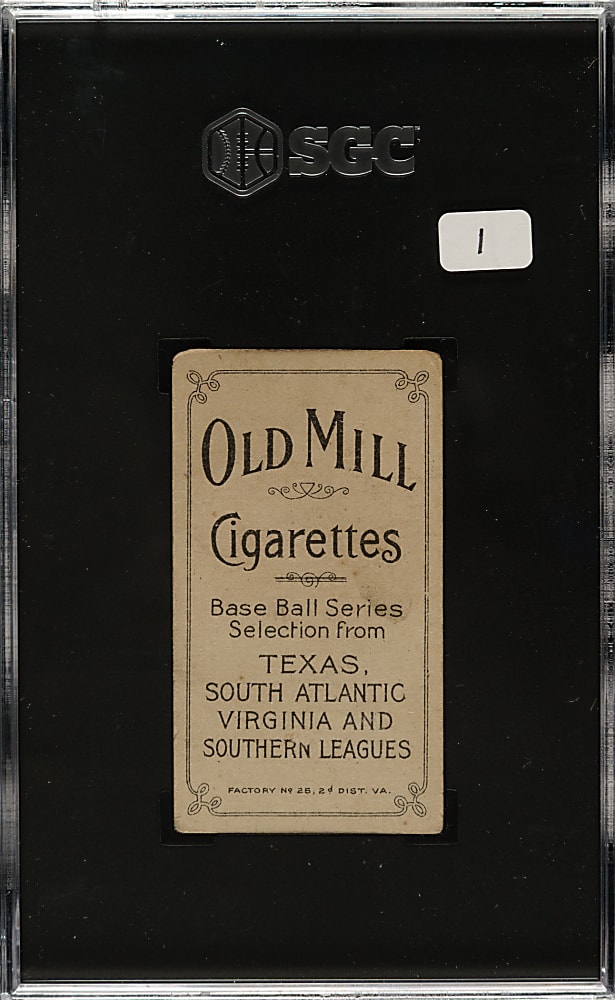 SGC
1
OLD MILL
Cigarettes
Base Ball Series
Selection from
TEXAS,
SOUTH ATLANTIC
VIRGINIA AND
SOUTHERN LEAGUES
FACTORY Nº 25, 2d DIST. VA.